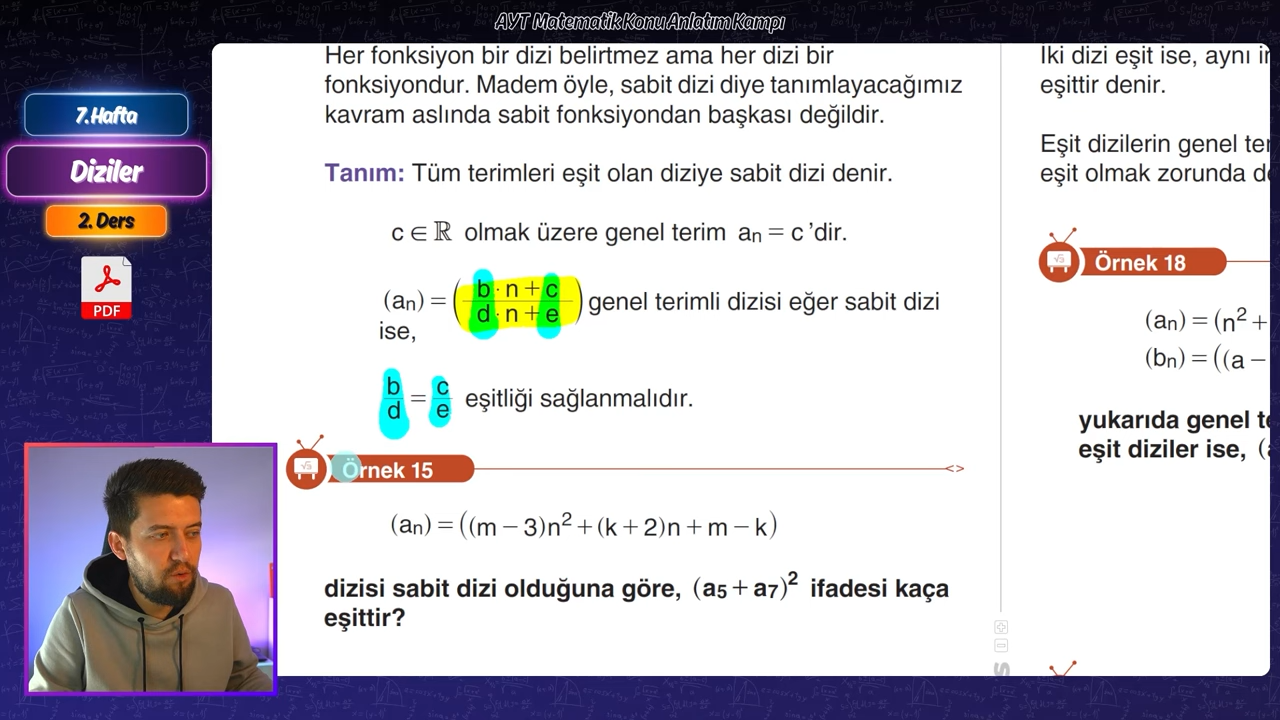 AYT Matematik Konu Anlatım Kampı
7. Hafta
Diziler
2. Ders
PDF
Her fonksiyon bir dizi belirtmez ama her dizi bir
fonksiyondur. Madem öyle, sabit dizi diye tanımlayacağımız
kavram aslında sabit fonksiyondan başkası değildir.
Tanım: Tüm terimleri eşit olan diziye sabit dizi denir.
c ∈ ℝ olmak üzere genel terim aₙ = c 'dir.
(aₙ) = ( (b · n + c) / (d · n + e) ) genel terimli dizisi eğer sabit dizi
ise,
b/d = c/e eşitliği sağlanmalıdır.
√5 Örnek 15
(aₙ) = ((m − 3)n² + (k + 2)n + m − k)
dizisi sabit dizi olduğuna göre, (a₅ + a₇)² ifadesi kaça
eşittir?
İki dizi eşit ise, aynı
eşittir denir.
Eşit dizilerin genel
eşit olmak zorunda
√5 Örnek 18
(aₙ) = (n² +
(bₙ) = ((a −
yukarıda genel
eşit diziler ise, (